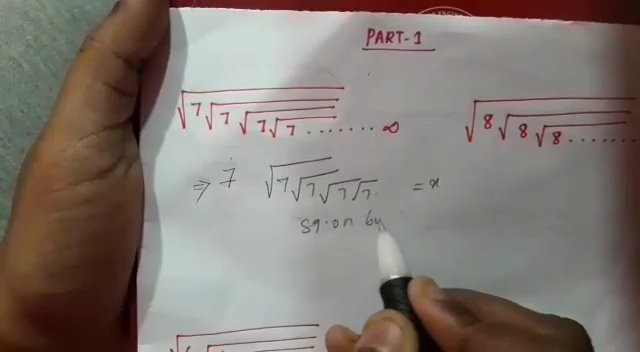 PART-1
√7√7√7√7.......∞
√8√8√8.......
⇒ 7 √7√7√7√7. = x
sq. on by